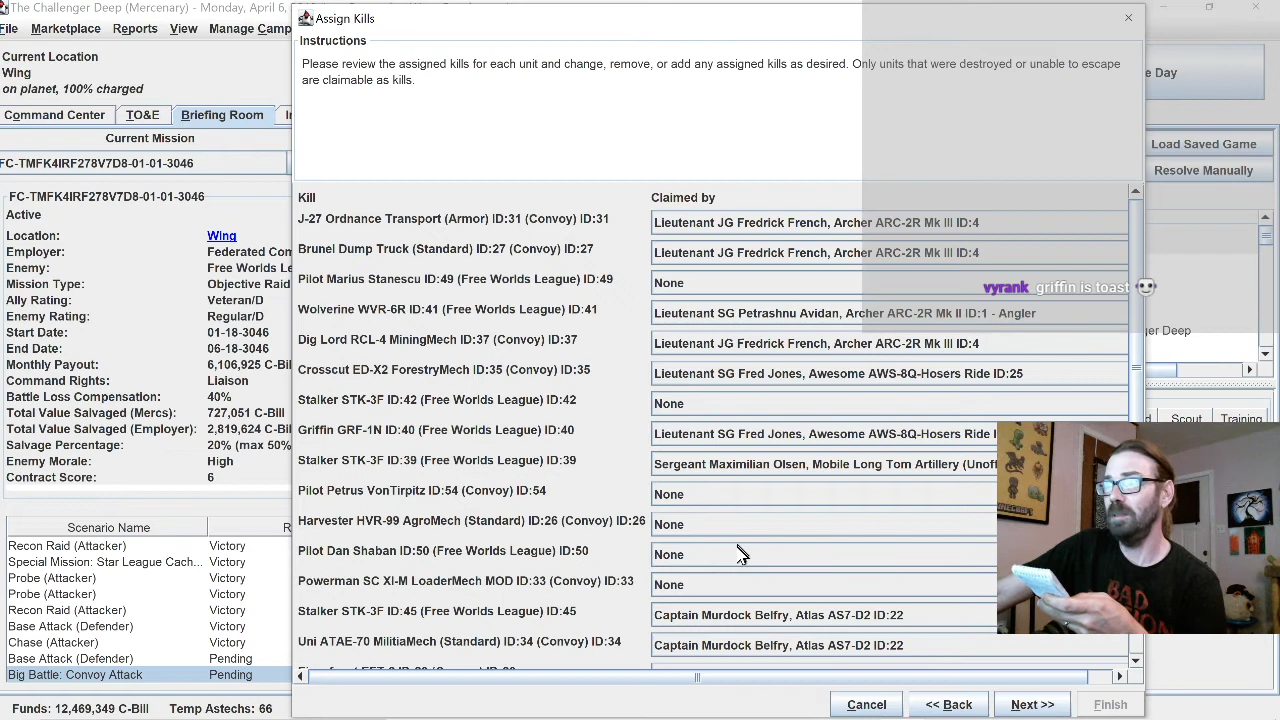 The Challenger Deep (Mercenary) - Monday, April 6,
File Marketplace Reports View Manage Camp
Current Location
Wing
on planet, 100% charged
Command Center TO&E Briefing Room
Current Mission
FC-TMFK4IRF278V7D8-01-01-3046
FC-TMFK4IRF278V7D8-01-01-3046
Active
Location: Wing
Employer: Federated Com
Enemy: Free Worlds L
Mission Type: Objective Raid
Ally Rating: Veteran/D
Enemy Rating: Regular/D
Start Date: 01-18-3046
End Date: 06-18-3046
Monthly Payout: 6,106,925 C-Bill
Command Rights: Liaison
Battle Loss Compensation: 40%
Total Value Salvaged (Mercs): 727,051 C-Bill
Total Value Salvaged (Employer): 2,819,624 C-Bill
Salvage Percentage: 20% (max 50%
Enemy Morale: High
Contract Score: 6
Scenario Name
Recon Raid (Attacker) Victory
Special Mission: Star League Cach... Victory
Probe (Attacker) Victory
Probe (Attacker) Victory
Recon Raid (Attacker) Victory
Base Attack (Defender) Victory
Chase (Attacker) Victory
Base Attack (Defender) Pending
Big Battle: Convoy Attack Pending
Funds: 12,469,349 C-Bill Temp Astechs: 66
Assign Kills
Instructions
Please review the assigned kills for each unit and change, remove, or add any assigned kills as desired. Only units that were destroyed or unable to escape
are claimable as kills.
Kill Claimed by
J-27 Ordnance Transport (Armor) ID:31 (Convoy) ID:31 Lieutenant JG Fredrick French, Archer ARC-2R Mk III ID:4
Brunel Dump Truck (Standard) ID:27 (Convoy) ID:27 Lieutenant JG Fredrick French, Archer ARC-2R Mk III ID:4
Pilot Marius Stanescu ID:49 (Free Worlds League) ID:49 None
Wolverine WVR-6R ID:41 (Free Worlds League) ID:41 Lieutenant SG Petrashnu Avidan, Archer ARC-2R Mk II ID:1 - Angler
Dig Lord RCL-4 MiningMech ID:37 (Convoy) ID:37 Lieutenant JG Fredrick French, Archer ARC-2R Mk III ID:4
Crosscut ED-X2 ForestryMech ID:35 (Convoy) ID:35 Lieutenant SG Fred Jones, Awesome AWS-8Q-Hosers Ride ID:25
Stalker STK-3F ID:42 (Free Worlds League) ID:42 None
Griffin GRF-1N ID:40 (Free Worlds League) ID:40 Lieutenant SG Fred Jones, Awesome AWS-8Q-Hosers Ride I
Stalker STK-3F ID:39 (Free Worlds League) ID:39 Sergeant Maximilian Olsen, Mobile Long Tom Artillery (Unoff
Pilot Petrus VonTirpitz ID:54 (Convoy) ID:54 None
Harvester HVR-99 AgroMech (Standard) ID:26 (Convoy) ID:26 None
Pilot Dan Shaban ID:50 (Free Worlds League) ID:50 None
Powerman SC XI-M LoaderMech MOD ID:33 (Convoy) ID:33 None
Stalker STK-3F ID:45 (Free Worlds League) ID:45 Captain Murdock Belfry, Atlas AS7-D2 ID:22
Uni ATAE-70 MilitiaMech (Standard) ID:34 (Convoy) ID:34 Captain Murdock Belfry, Atlas AS7-D2 ID:22
Cancel << Back Next >> Finish
vyrank griffin is toast
e Day
Load Saved Game
Resolve Manually
er Deep
Scout Training
BAD